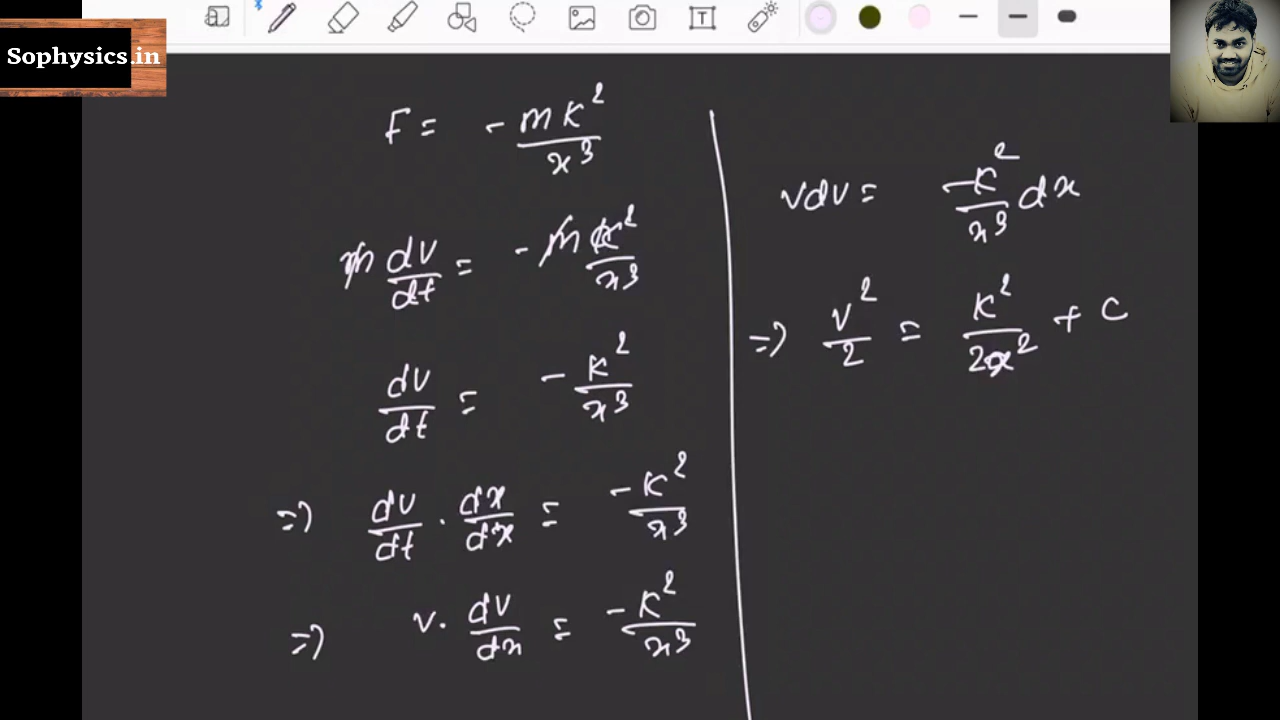 Sophysics.in
F = - mk²/x³
m dv/dt = - m k²/x³
dv/dt = - k²/x³
=> dv/dt · dx/dx = - k²/x³
=> v· dv/dx = - k²/x³
vdv = - k²/x³ dx
=> v²/2 = k²/2x² + C